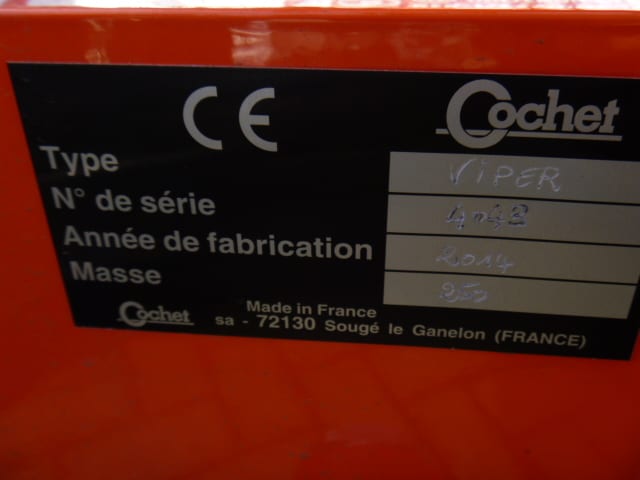 CE Cochet
Type VIPER
N° de série
Année de fabrication 2014
Masse 250
Cochet Made in France
sa - 72130 Sougé le Ganelon (FRANCE)